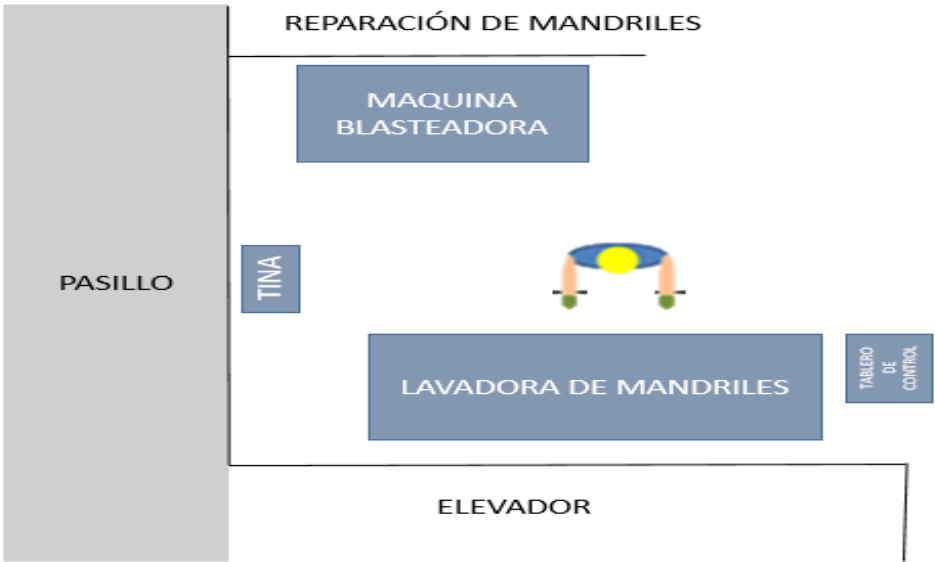 REPARACIÓN DE MANDRILES
MAQUINA
BLASTEADORA
PASILLO
TINA
LAVADORA DE MANDRILES
TABLERO
DE
CONTROL
ELEVADOR